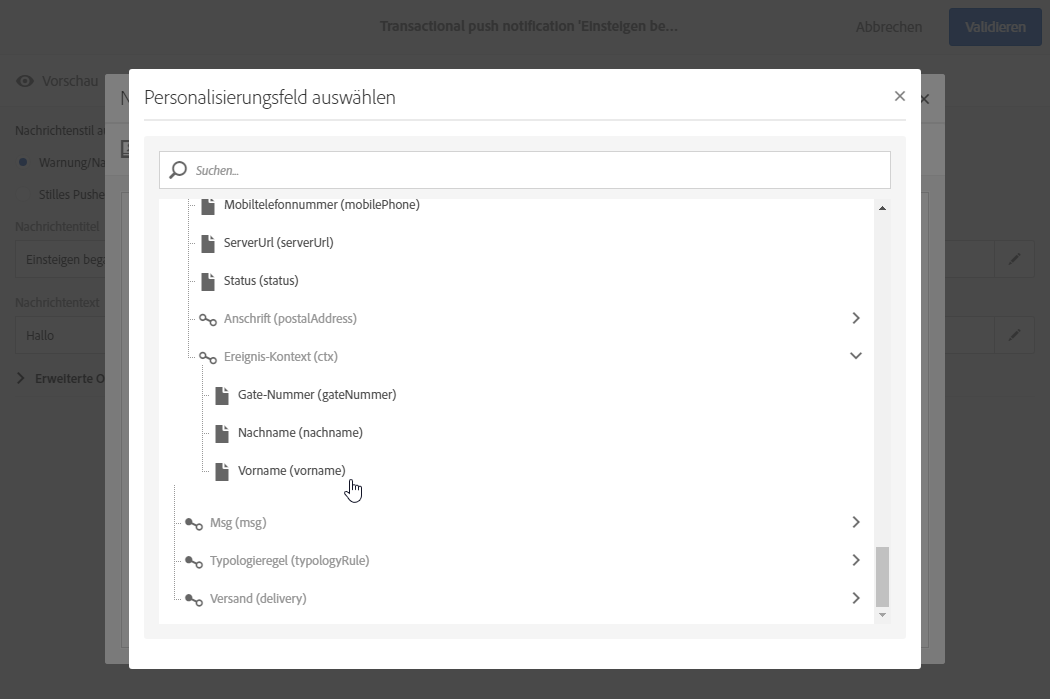 Transactional push notification 'Einsteigen be...
Abbrechen
Validieren
Vorschau
Personalisierungsfeld auswählen
Nachrichtenstil
Suchen...
Warnung/Na
Stilles Pushe
Mobiltelefonnummer (mobilePhone)
Nachrichtentitel
ServerUrl (serverUrl)
Einsteigen bega
Status (status)
Nachrichtentext
Anschrift (postalAddress)
Hallo
Ereignis-Kontext (ctx)
Erweiterte O
Gate-Nummer (gateNummer)
Nachname (nachname)
Vorname (vorname)
Msg (msg)
Typologieregel (typologyRule)
Versand (delivery)